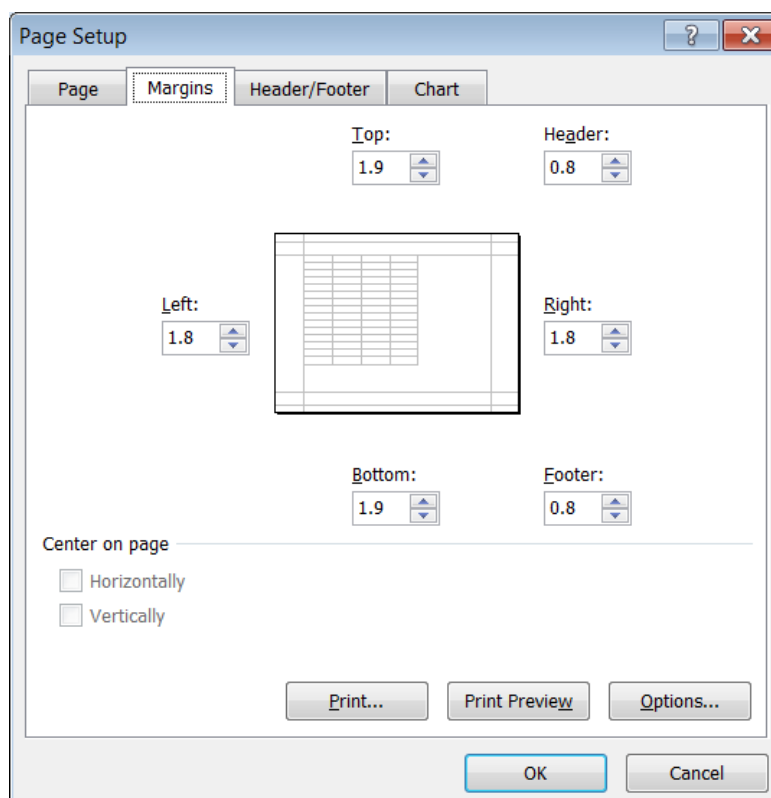 Page Setup
?
Page Margins Header/Footer Chart
Top: Header:
1.9 0.8
Left: Right:
1.8 1.8
Bottom: Footer:
1.9 0.8
Center on page
Horizontally
Vertically
Print... Print Preview Options...
OK Cancel